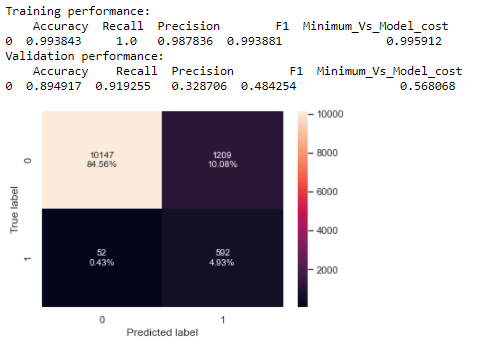 Training performance:
Accuracy Recall Precision F1 Minimum_Vs_Model_cost
0 0.993843 1.0 0.987836 0.993881 0.995912
Validation performance:
Accuracy Recall Precision F1 Minimum_Vs_Model_cost
0 0.894917 0.919255 0.328706 0.484254 0.568068
10000
8000
6000
4000
2000
True label
0
1
10147
84.56%
1209
10.08%
52
0.43%
592
4.93%
0 1
Predicted label